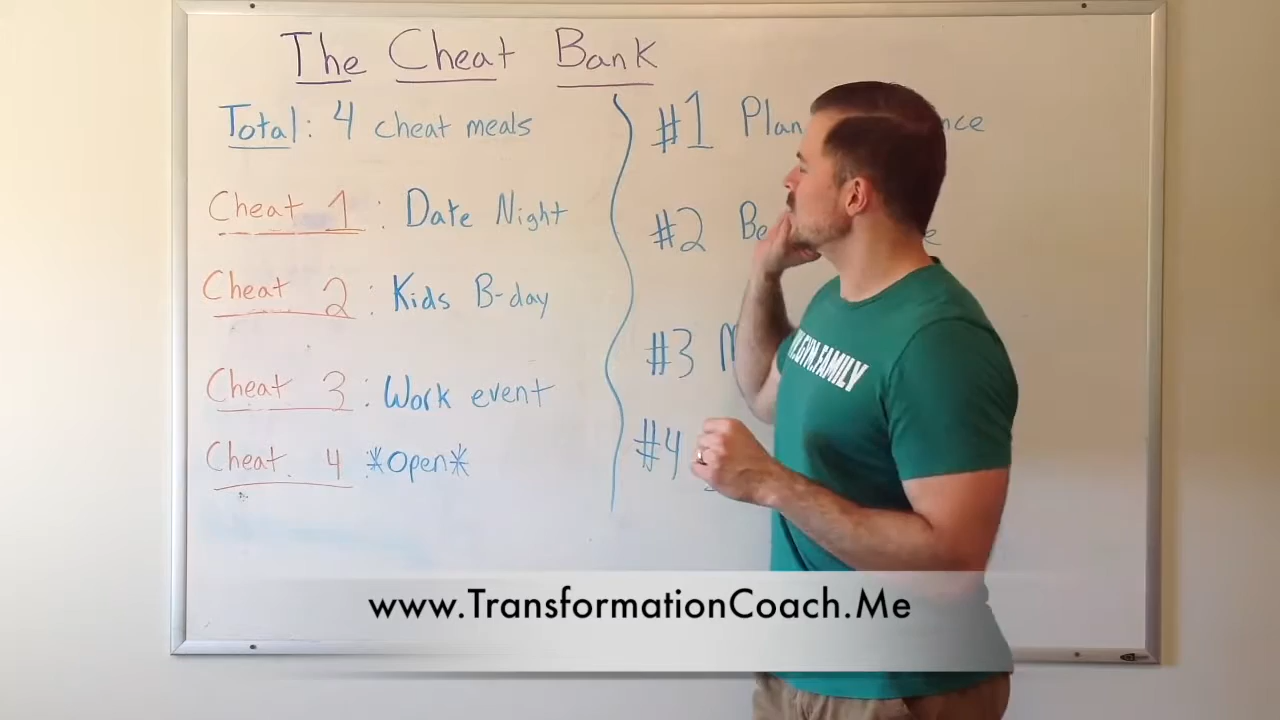 The Cheat Bank
Total: 4 cheat meals
Cheat 1: Date Night
Cheat 2: Kids B-day
Cheat 3: Work event
Cheat 4 *Open*
#1 Plan
#2
#3
#4
.GYM.FAMILY
www.TransformationCoach.Me